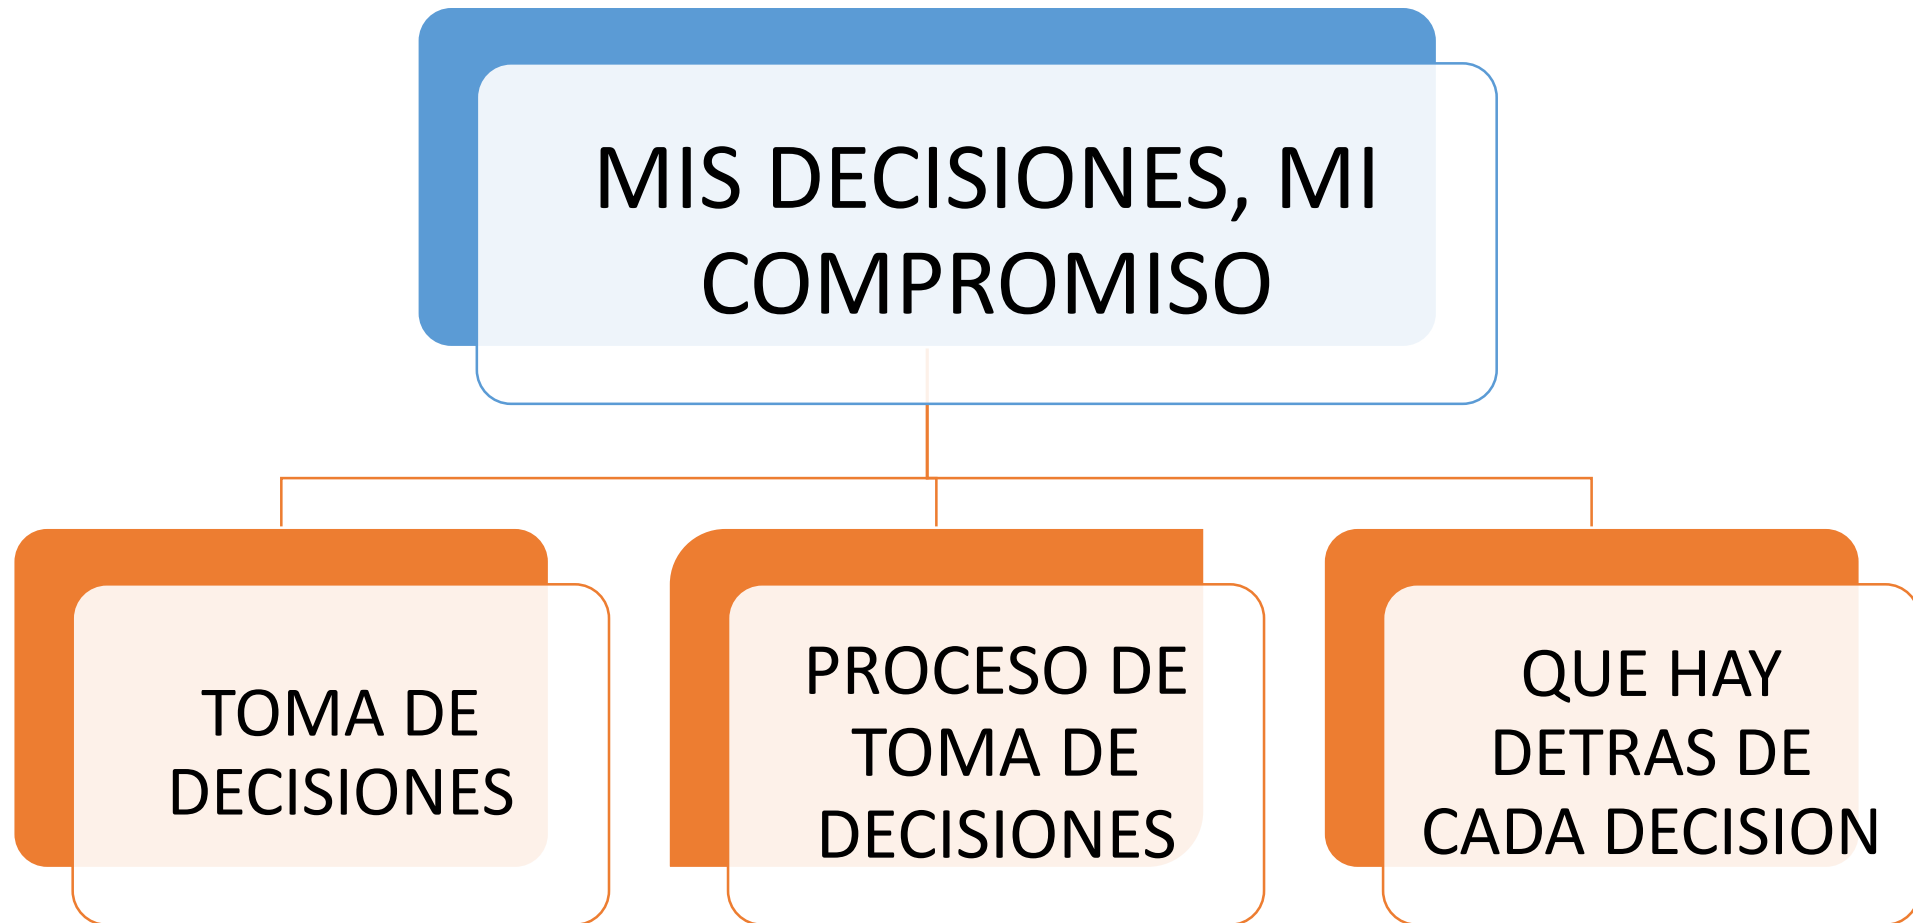 MIS DECISIONES, MI
COMPROMISO
TOMA DE
DECISIONES
PROCESO DE
TOMA DE
DECISIONES
QUE HAY
DETRAS DE
CADA DECISION